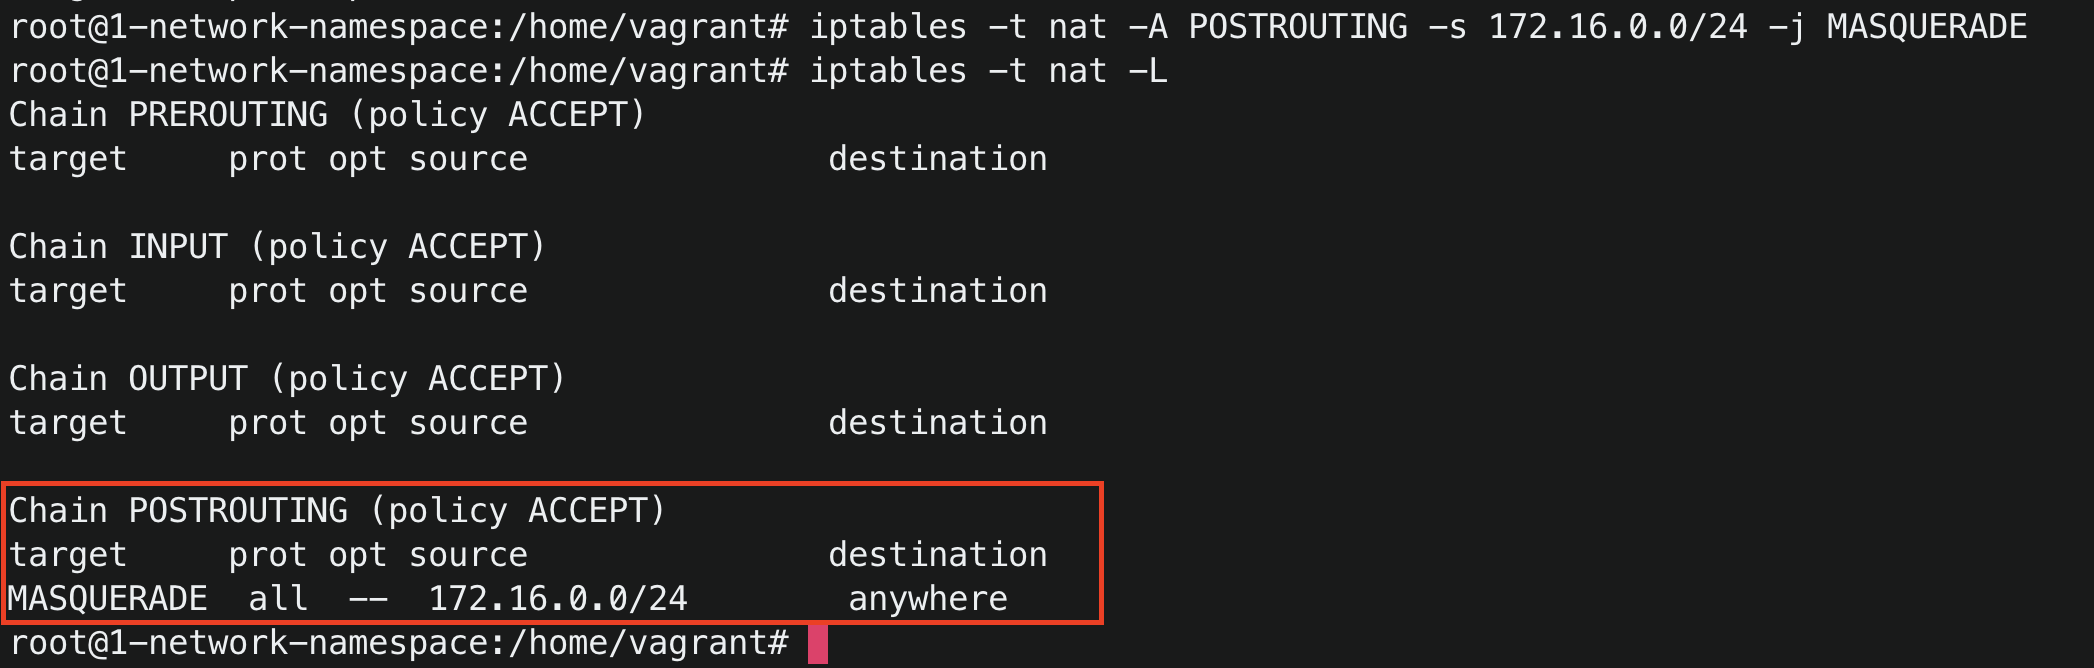 root@1-network-namespace:/home/vagrant# iptables -t nat -A POSTROUTING -s 172.16.0.0/24 -j MASQUERADE
root@1-network-namespace:/home/vagrant# iptables -t nat -L
Chain PREROUTING (policy ACCEPT)
target     prot opt source               destination
Chain INPUT (policy ACCEPT)
target     prot opt source               destination
Chain OUTPUT (policy ACCEPT)
target     prot opt source               destination
Chain POSTROUTING (policy ACCEPT)
target     prot opt source               destination
MASQUERADE  all  --  172.16.0.0/24        anywhere
root@1-network-namespace:/home/vagrant#